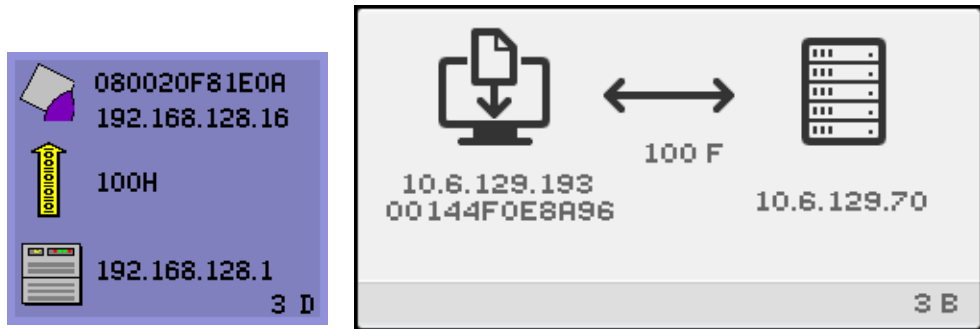 080020F81E0A
192.168.128.16
100H
192.168.128.1
3 D
100 F
10.6.129.193
00144F0E8A96
10.6.129.70
3 B